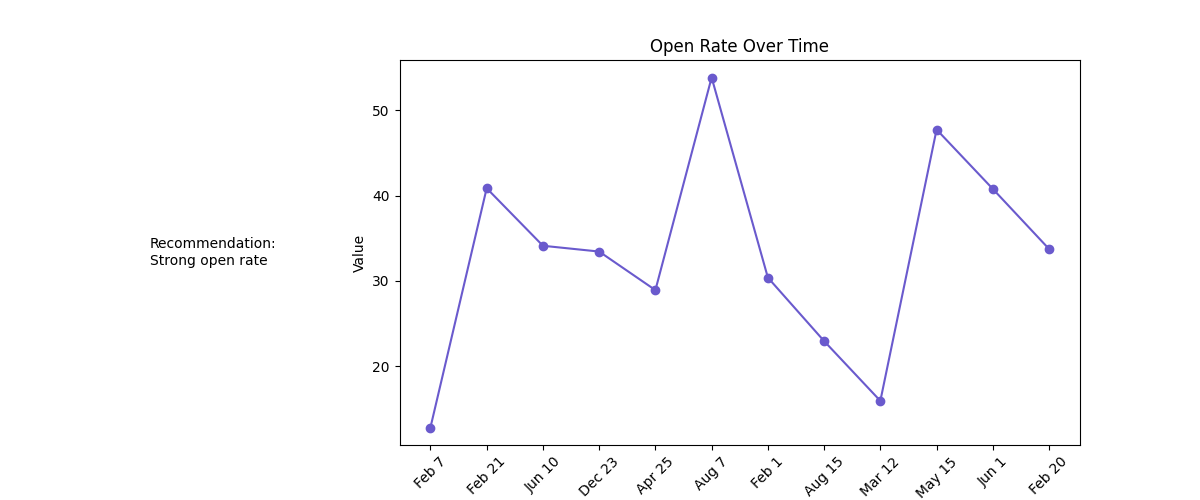 Open Rate Over Time
Recommendation:
Strong open rate
Value
50
40
30
20
Feb 7
Feb 21
Jun 10
Dec 23
Apr 25
Aug 7
Feb 1
Aug 15
Mar 12
May 15
Jun 1
Feb 20